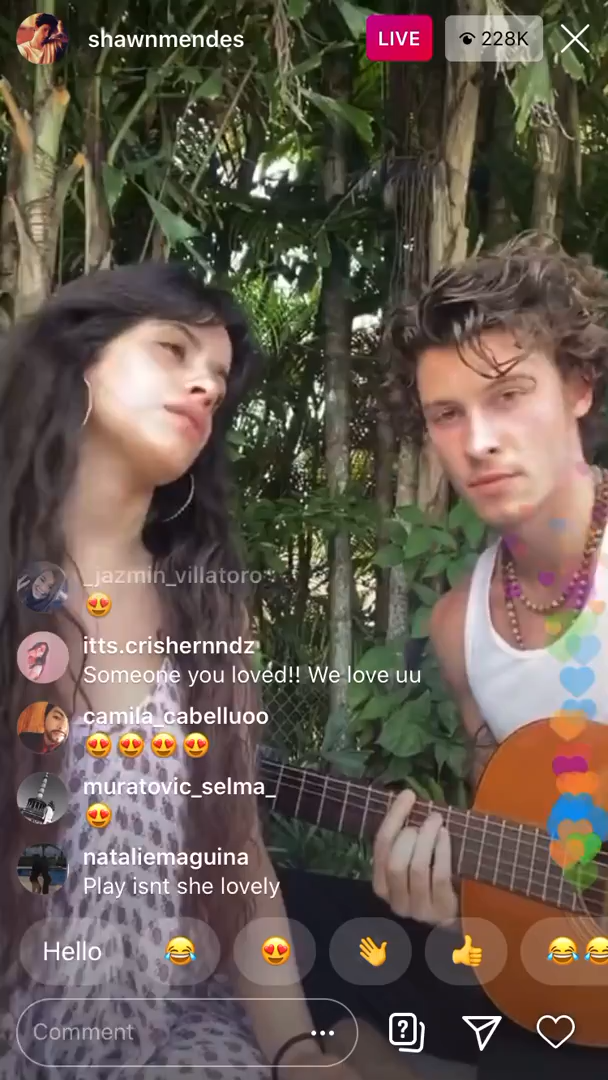 shawnmendes
LIVE
228K
_jazmin_villatoro
😍
itts.crishernndz
Someone you loved!! We love uu
camila_cabelluoo
😍😍😍😍
muratovic_selma_
😍
nataliemaguina
Play isnt she lovely
Hello
😂
😍
👋
👍
😂😂
Comment